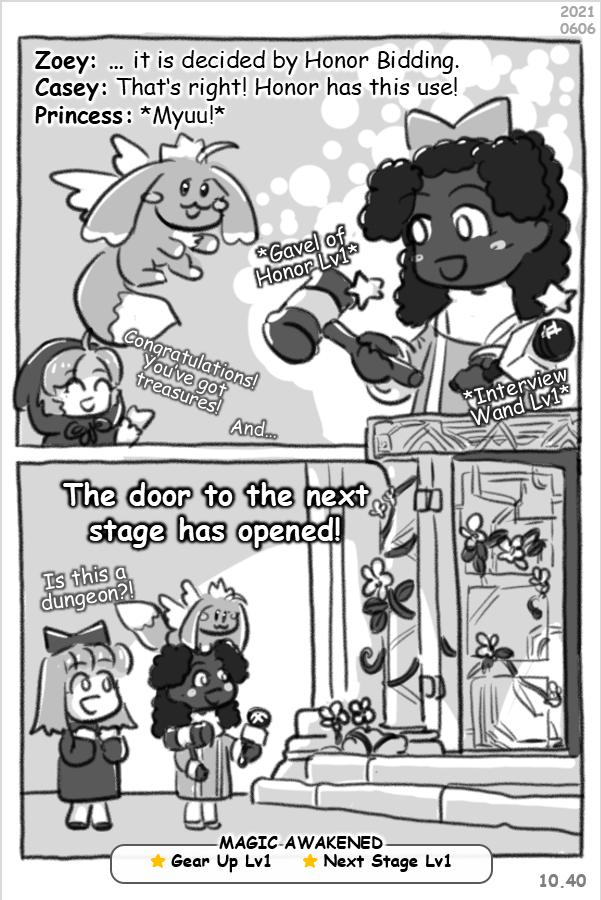 2021
0606
Zoey: ... it is decided by Honor Bidding.
Casey: That's right! Honor has this use!
Princess: *Myuu!*
*Gavel of
Honor Lv1*
Congratulations!
You've got
treasures!
And...
*Interview
Wand Lv1*
The door to the next
stage has opened!
Is this a
dungeon?!
MAGIC AWAKENED
⭐ Gear Up Lv1 ⭐ Next Stage Lv1
10.40